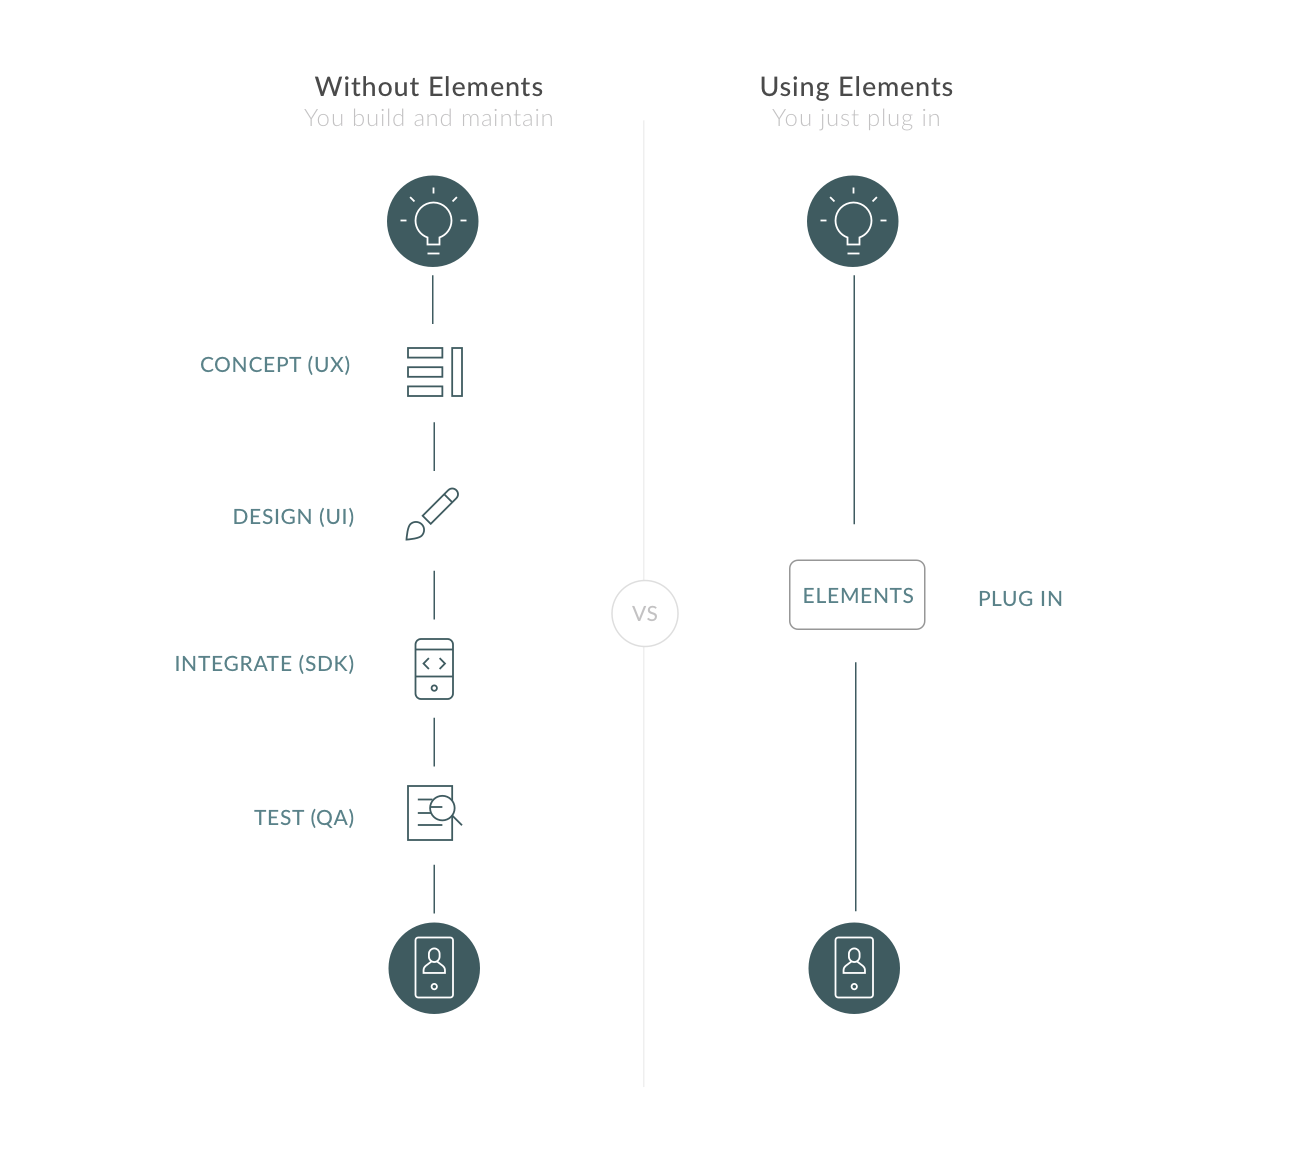 Without Elements
You build and maintain
CONCEPT (UX)
DESIGN (UI)
INTEGRATE (SDK)
TEST (QA)
VS
Using Elements
You just plug in
ELEMENTS
PLUG IN